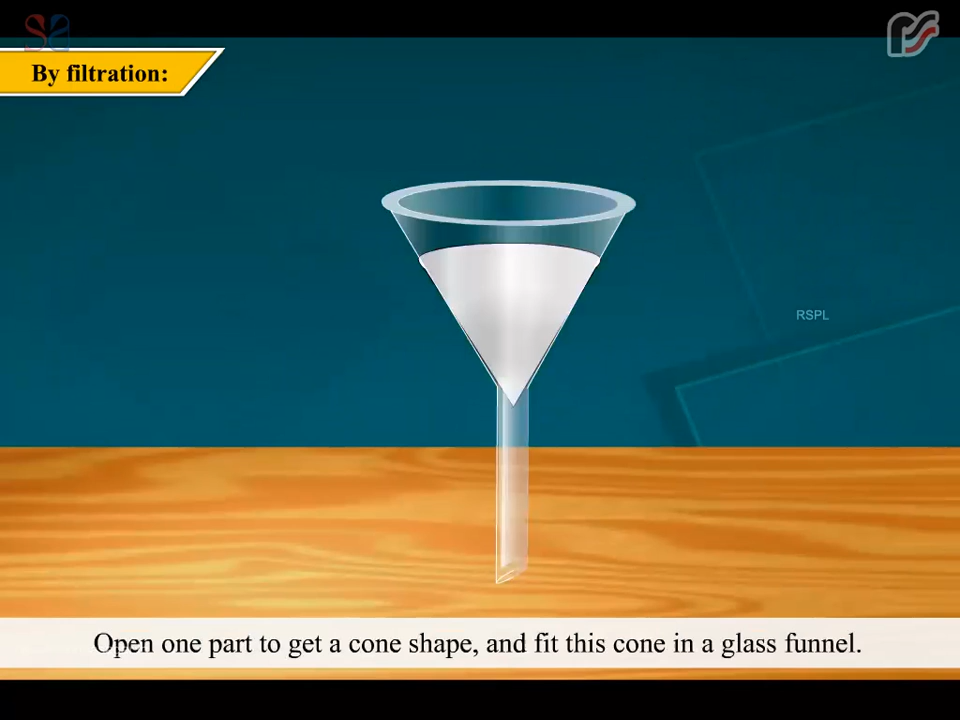 By filtration:
RSPL
Open one part to get a cone shape, and fit this cone in a glass funnel.